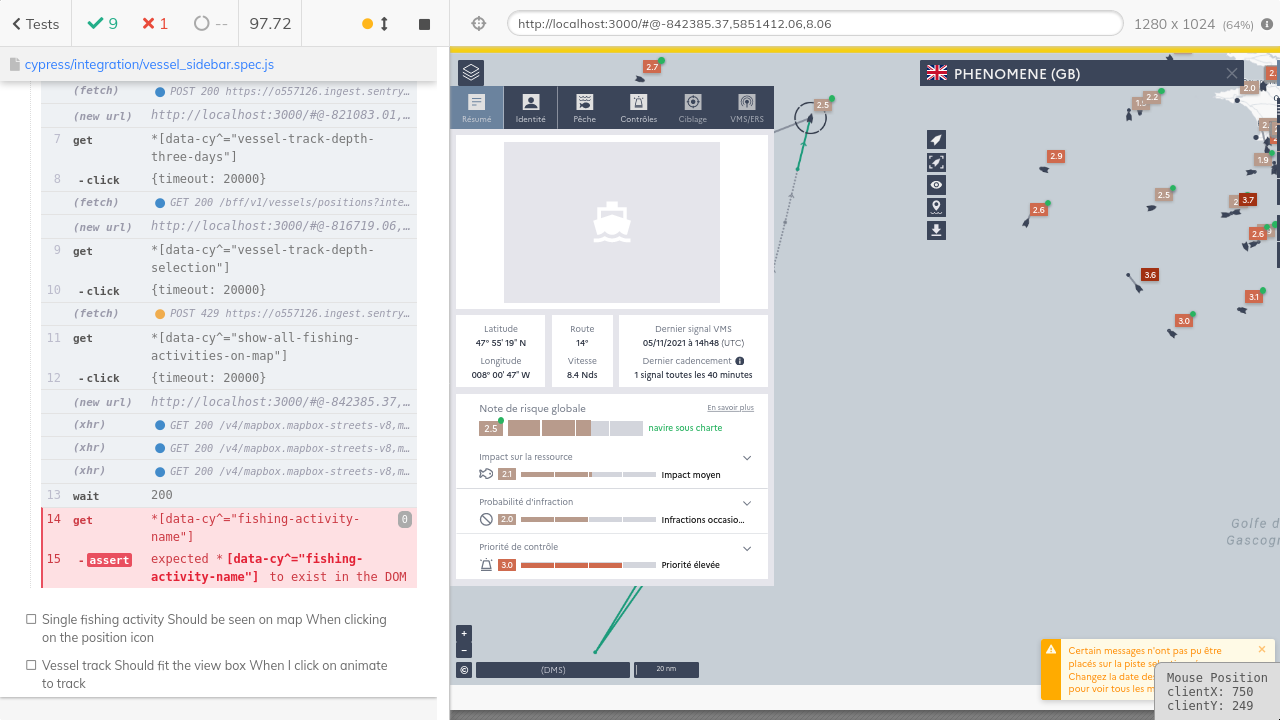 Tests
9
1
--
97.72
http://localhost:3000/#@-842385.37,5851412.06,8.06
1280 x 1024 (64%)
cypress/integration/vessel_sidebar.spec.js
(fetch) POST 200 https://o557126.ingest.sentry…
(new url) http://localhost:3000/#@-821083.01,…
7 get *[data-cy^="vessel-track-depth-
three-days"]
8 -click {timeout: 20000}
(fetch) GET 200 /bff/v1/vessels/positions?inte…
(new url) http://localhost:3000/#@-816719.06,…
9 get *[data-cy^="vessel-track-depth-
selection"]
10 -click {timeout: 20000}
(fetch) POST 429 https://o557126.ingest.sentry…
11 get *[data-cy^="show-all-fishing-
activities-on-map"]
12 -click {timeout: 20000}
(new url) http://localhost:3000/#@-842385.37,…
(xhr) GET 200 /v4/mapbox.mapbox-streets-v8,m…
(xhr) GET 200 /v4/mapbox.mapbox-streets-v8,m…
(xhr) GET 200 /v4/mapbox.mapbox-streets-v8,m…
13 wait 200
14 get *[data-cy^="fishing-activity-
name"] 0
15 -assert expected *[data-cy^="fishing-
activity-name"] to exist in the DOM
Single fishing activity Should be seen on map When clicking
on the position icon
Vessel track Should fit the view box When I click on animate
to track
PHENOMENE (GB)
Résumé
Identité
Pêche
Contrôles
Ciblage
VMS/ERS
Latitude
47° 55′ 19″ N
Longitude
008° 00′ 47″ W
Route
14°
Vitesse
8.4 Nds
Dernier signal VMS
05/11/2021 à 14h48 (UTC)
Dernier cadencement
1 signal toutes les 40 minutes
Note de risque globale
En savoir plus
2.5
navire sous charte
Impact sur la ressource
2.1
Impact moyen
Probabilité d'infraction
2.0
Infractions occasio...
Priorité de contrôle
3.0
Priorité élevée
2.7
2.5
2.2
2.0
2.9
1.9
2.6
2.5
3.7
2.6
3.6
3.1
3.0
Golfe d
Gascog
+
−
©
(DMS)
20 nm
Certain messages n'ont pas pu être
placés sur la piste
Changez la date des
pour voir tous les m
Mouse Position
clientX: 750
clientY: 249